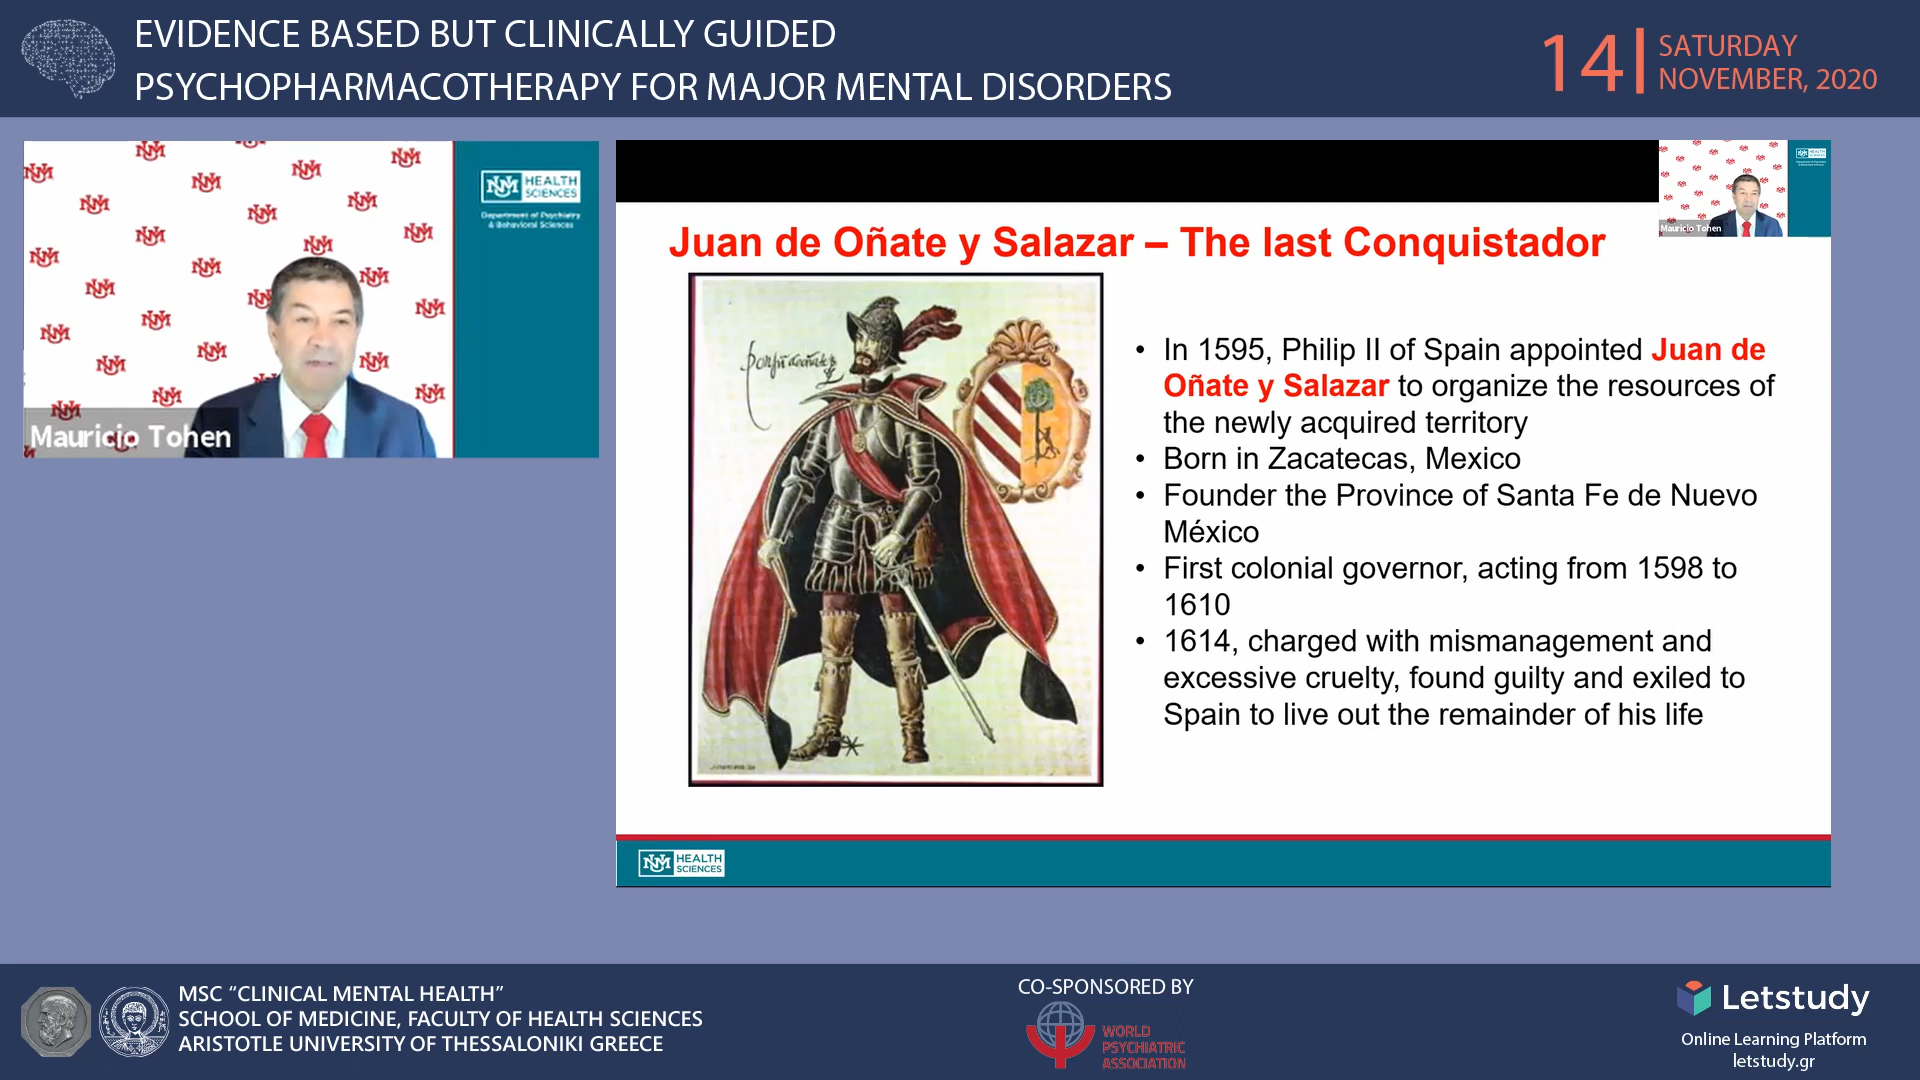 EVIDENCE BASED BUT CLINICALLY GUIDED
PSYCHOPHARMACOTHERAPY FOR MAJOR MENTAL DISORDERS
14
SATURDAY
NOVEMBER, 2020
UNM HEALTH
SCIENCES
Department of Psychiatry
& Behavioral Sciences
Mauricio Tohen
Mauricio Tohen
Juan de Oñate y Salazar – The last Conquistador
• In 1595, Philip II of Spain appointed Juan de
Oñate y Salazar to organize the resources of
the newly acquired territory
• Born in Zacatecas, Mexico
• Founder the Province of Santa Fe de Nuevo
México
• First colonial governor, acting from 1598 to
1610
• 1614, charged with mismanagement and
excessive cruelty, found guilty and exiled to
Spain to live out the remainder of his life
UNM HEALTH
SCIENCES
MSC “CLINICAL MENTAL HEALTH”
SCHOOL OF MEDICINE, FACULTY OF HEALTH SCIENCES
ARISTOTLE UNIVERSITY OF THESSALONIKI GREECE
CO-SPONSORED BY
WORLD
PSYCHIATRIC
ASSOCIATION
Letstudy
Online Learning Platform
letstudy.gr